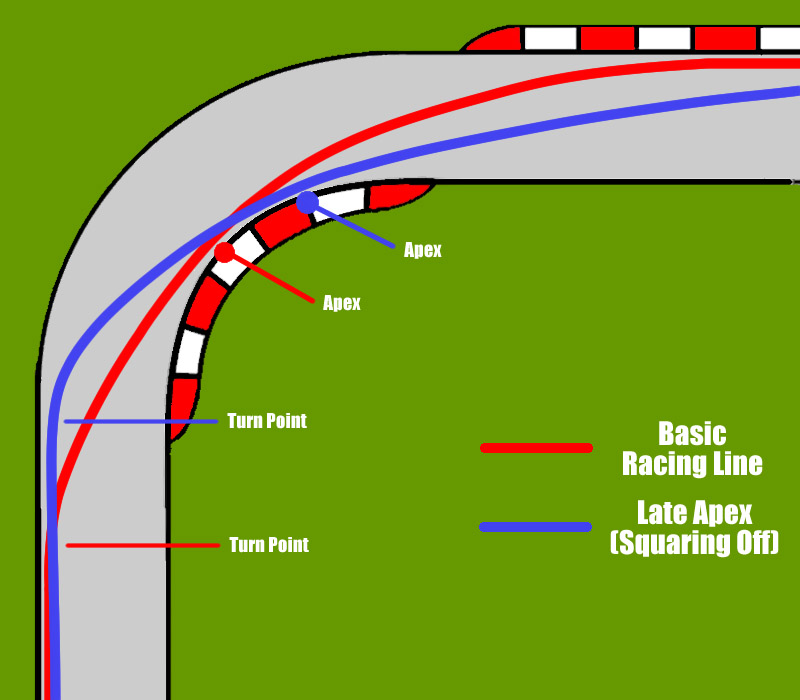 Apex
Apex
Turn Point
Basic
Racing Line
Late Apex
(Squaring Off)
Turn Point